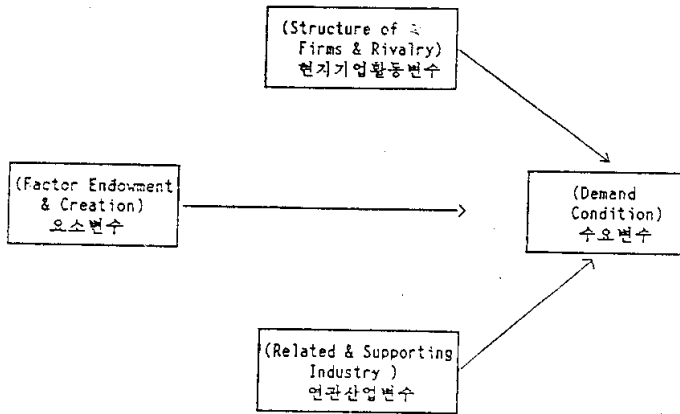 (Structure of
Firms & Rivalry)
현지기업활동변수
(Factor Endowment
& Creation)
요소변수
(Demand
Condition)
수요변수
(Related & Supporting
Industry )
연관산업변수